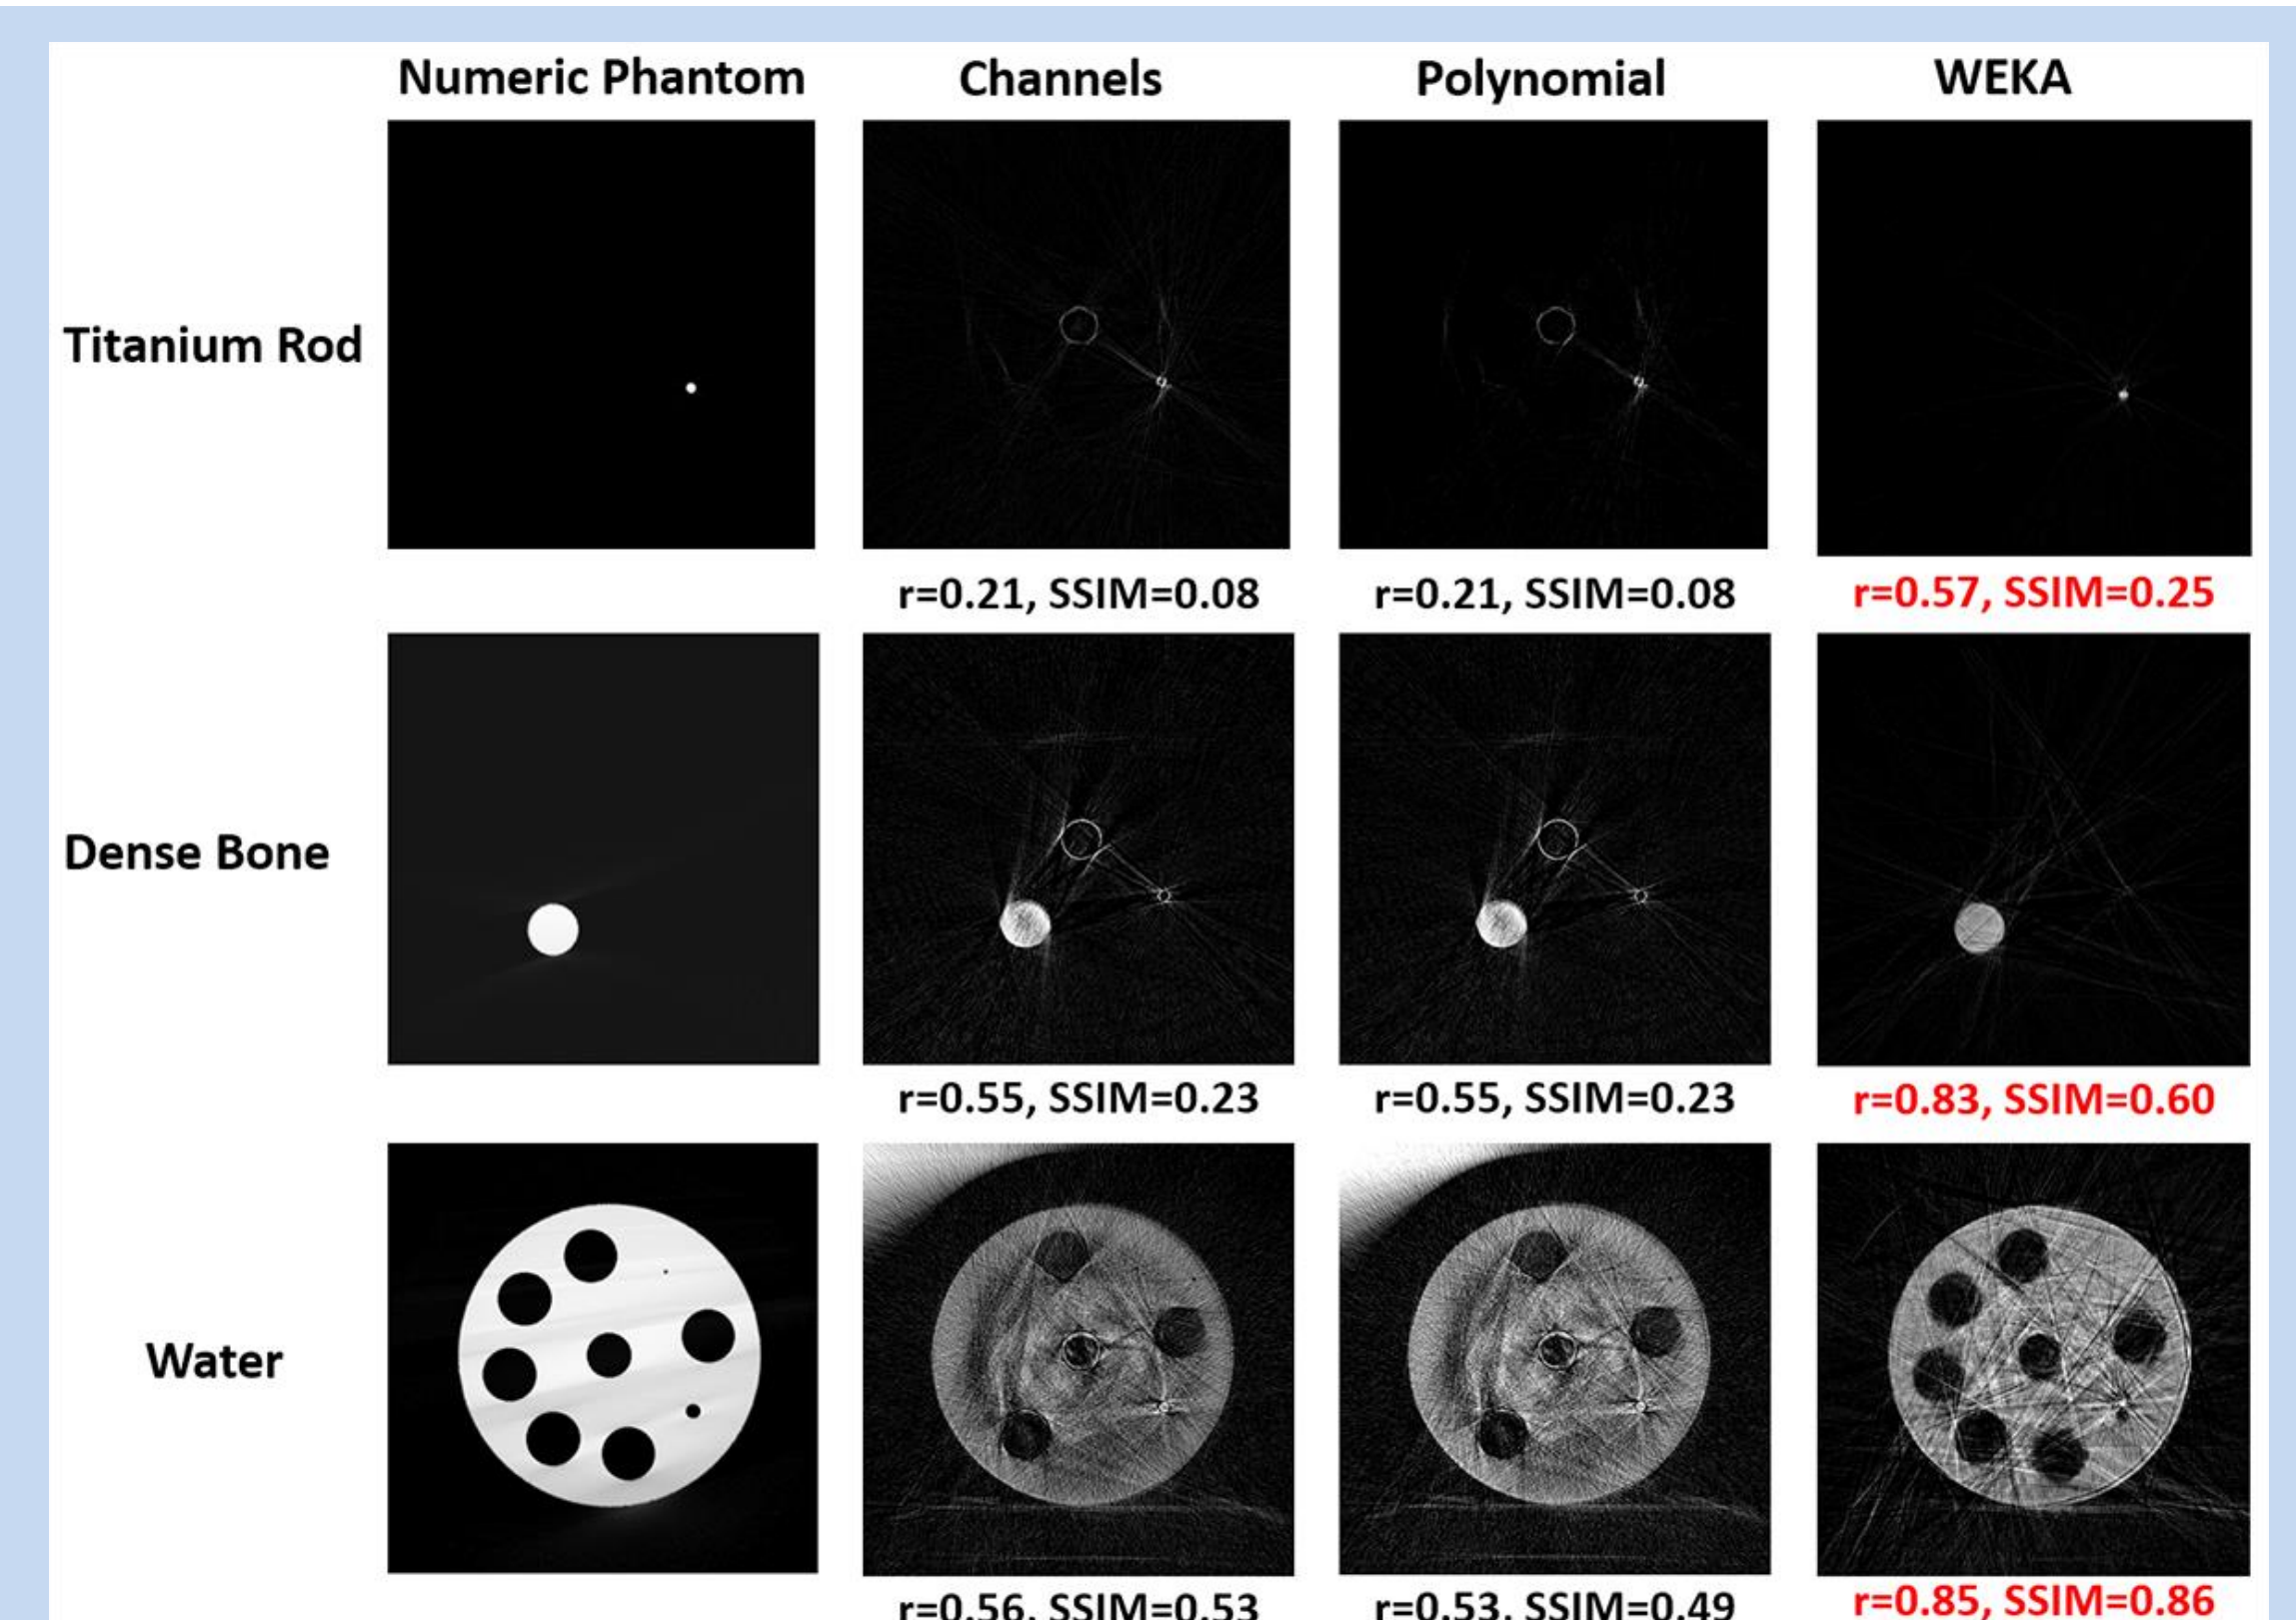 Numeric Phantom Channels Polynomial WEKA
Titanium Rod
r=0.21, SSIM=0.08 r=0.21, SSIM=0.08 r=0.57, SSIM=0.25
Dense Bone
r=0.55, SSIM=0.23 r=0.55, SSIM=0.23 r=0.83, SSIM=0.60
Water
r=0.56, SSIM=0.53 r=0.53, SSIM=0.49 r=0.85, SSIM=0.86